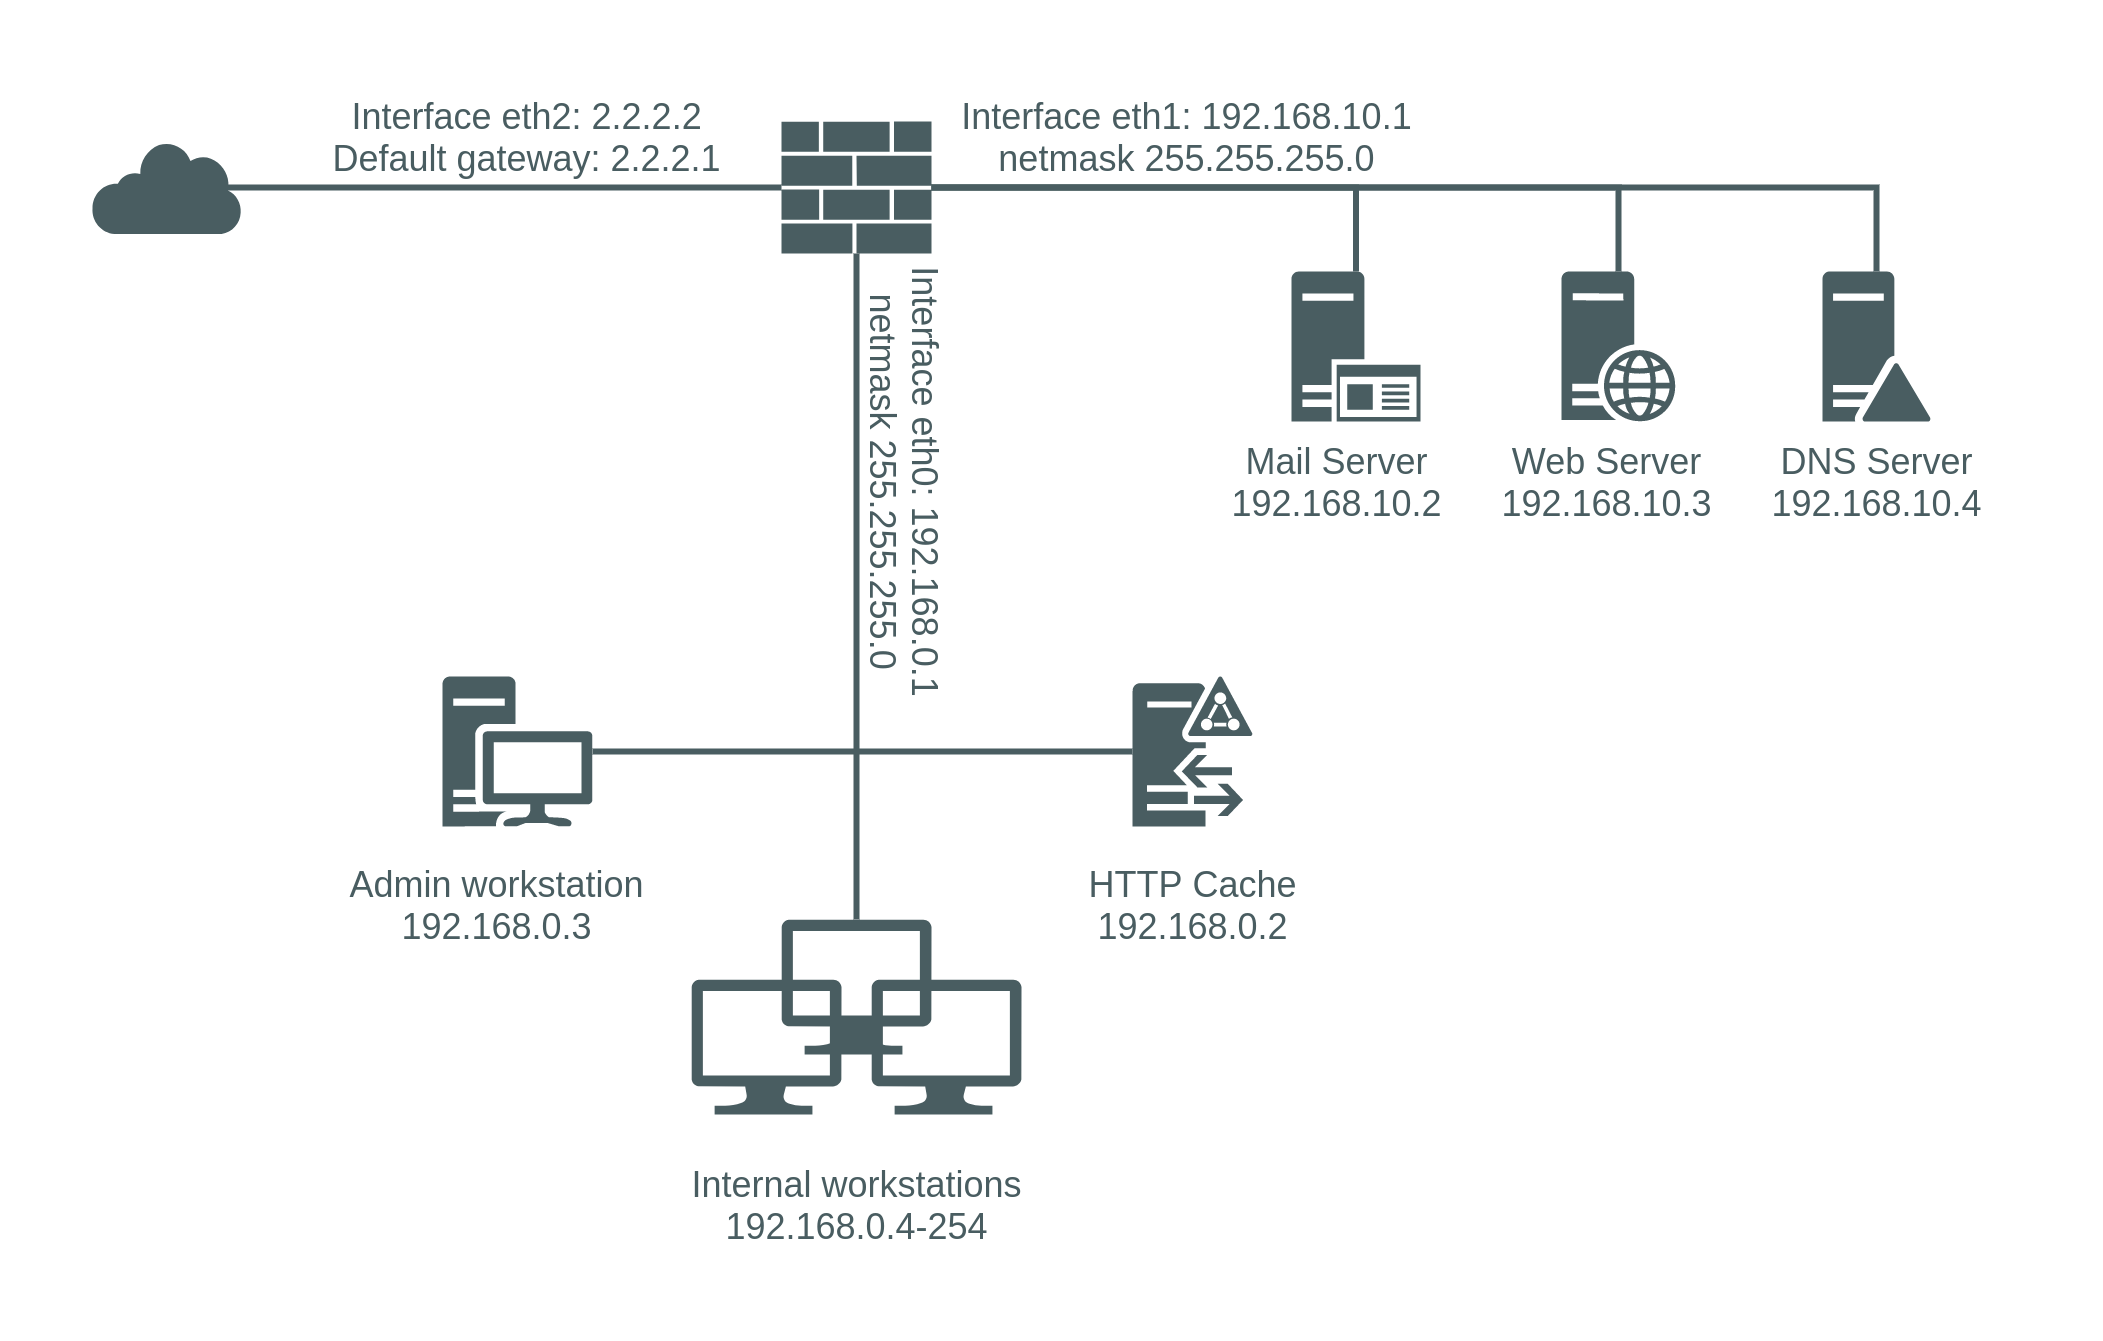 Interface eth2: 2.2.2.2
Default gateway: 2.2.2.1
Interface eth1: 192.168.10.1
netmask 255.255.255.0
Interface eth0: 192.168.0.1
netmask 255.255.255.0
Mail Server
192.168.10.2
Web Server
192.168.10.3
DNS Server
192.168.10.4
Admin workstation
192.168.0.3
HTTP Cache
192.168.0.2
Internal workstations
192.168.0.4-254